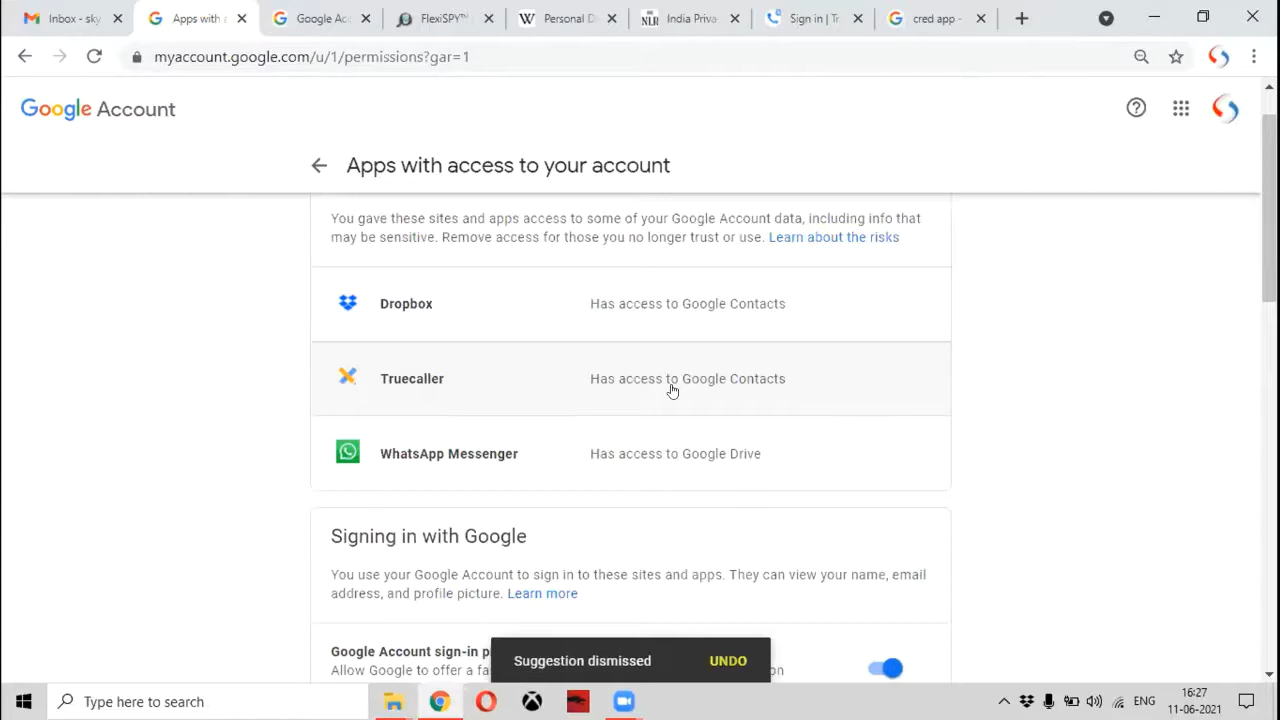 Inbox - sky
Apps with a
Google Acc
FlexiSPY™
Personal D
NLR
India Priva
Sign in | Tr
cred app -
myaccount.google.com/u/1/permissions?gar=1
Google Account
Apps with access to your account
You gave these sites and apps access to some of your Google Account data, including info that
may be sensitive. Remove access for those you no longer trust or use. Learn about the risks
Dropbox
Has access to Google Contacts
Truecaller
Has access to Google Contacts
WhatsApp Messenger
Has access to Google Drive
Signing in with Google
You use your Google Account to sign in to these sites and apps. They can view your name, email
address, and profile picture. Learn more
Google Account sign-in p
Allow Google to offer a fa
on
Suggestion dismissed
UNDO
Type here to search
ENG
16:27
11-06-2021